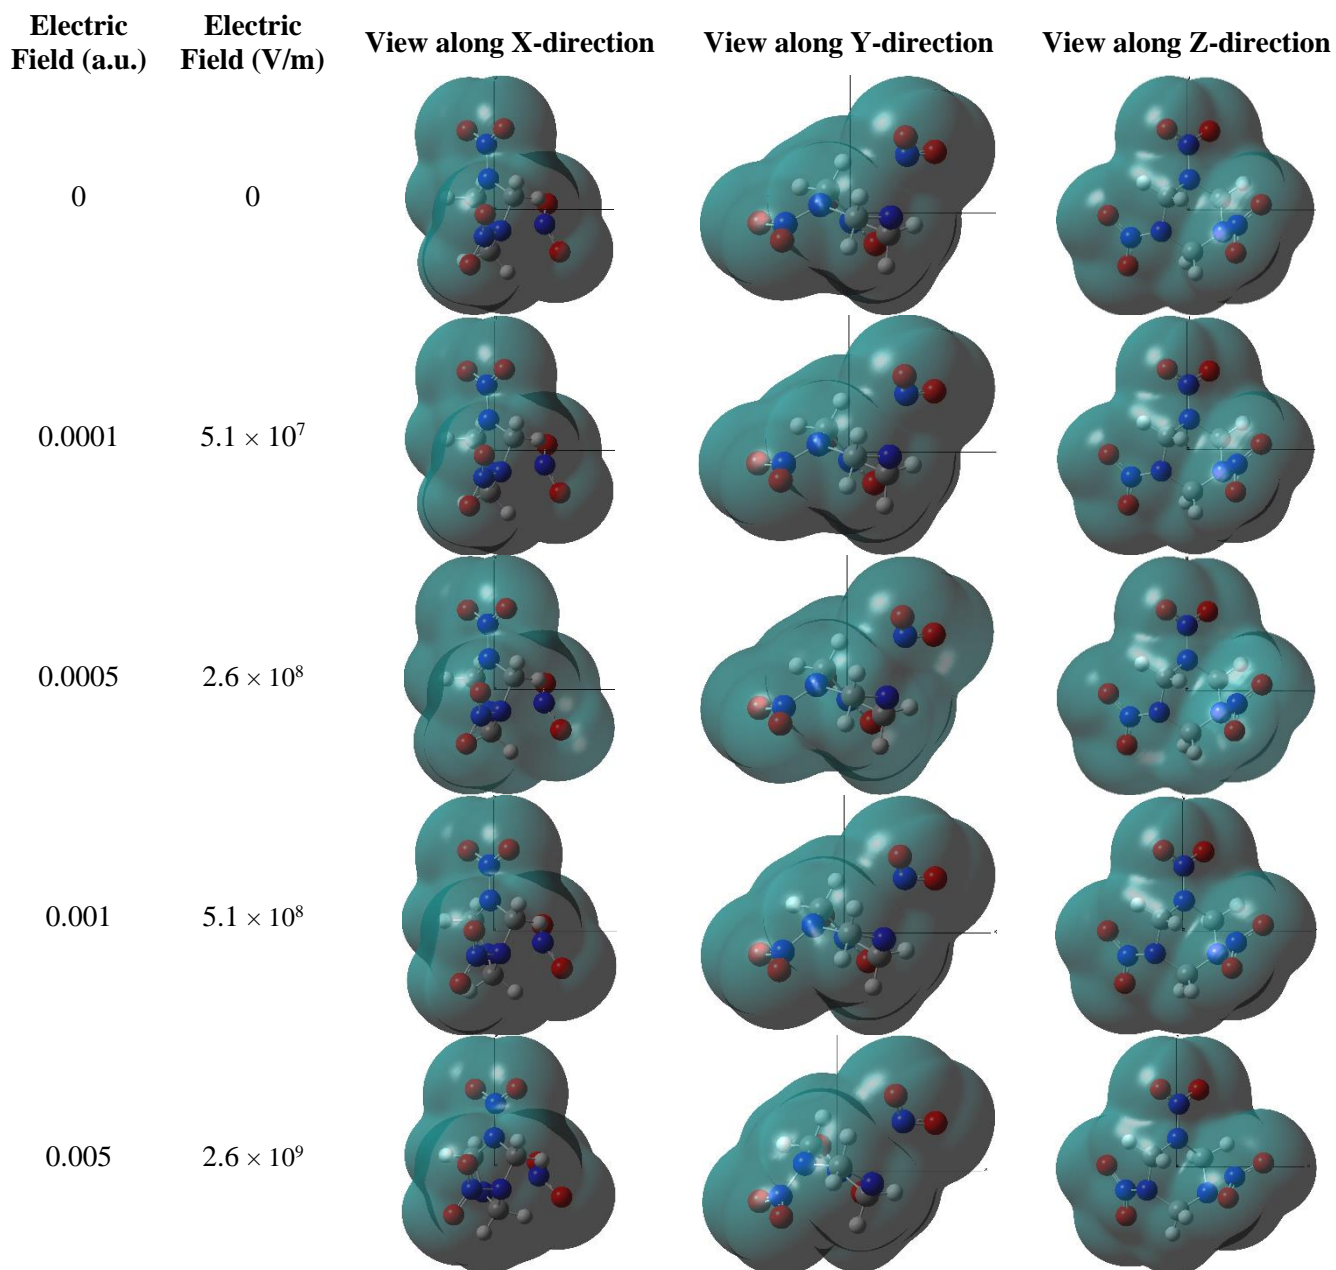 Electric Field (a.u.) Electric Field (V/m) View along X-direction View along Y-direction View along Z-direction
0 0
0.0001 5.1 × 10⁷
0.0005 2.6 × 10⁸
0.001 5.1 × 10⁸
0.005 2.6 × 10⁹